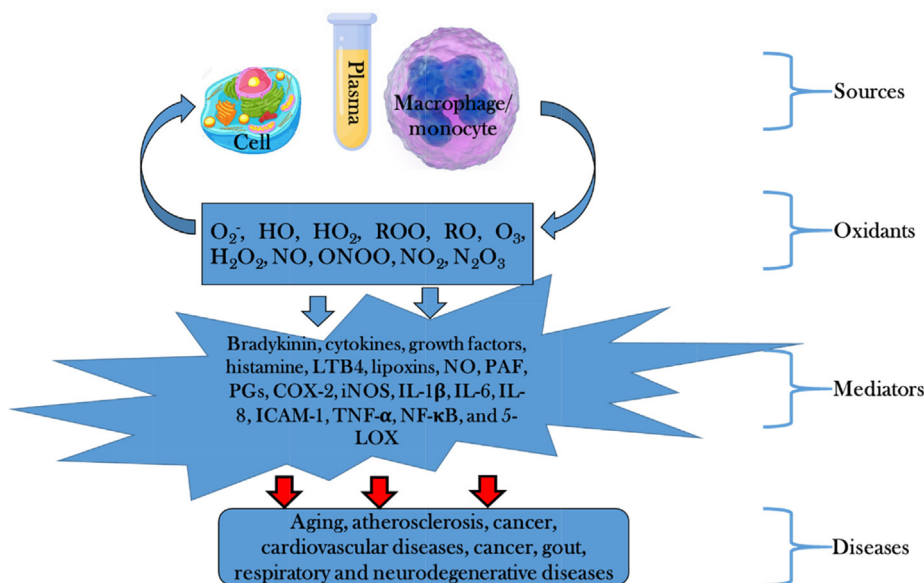 Plasma
Cell
Macrophage/
monocyte
Sources
O₂⁻, HO, HO₂, ROO, RO, O₃,
H₂O₂, NO, ONOO, NO₂, N₂O₃
Oxidants
Bradykinin, cytokines, growth factors,
histamine, LTB4, lipoxins, NO, PAF,
PGs, COX-2, iNOS, IL-1β, IL-6, IL-
8, ICAM-1, TNF-α, NF-κB, and 5-
LOX
Mediators
Aging, atherosclerosis, cancer,
cardiovascular diseases, cancer, gout,
respiratory and neurodegenerative diseases
Diseases